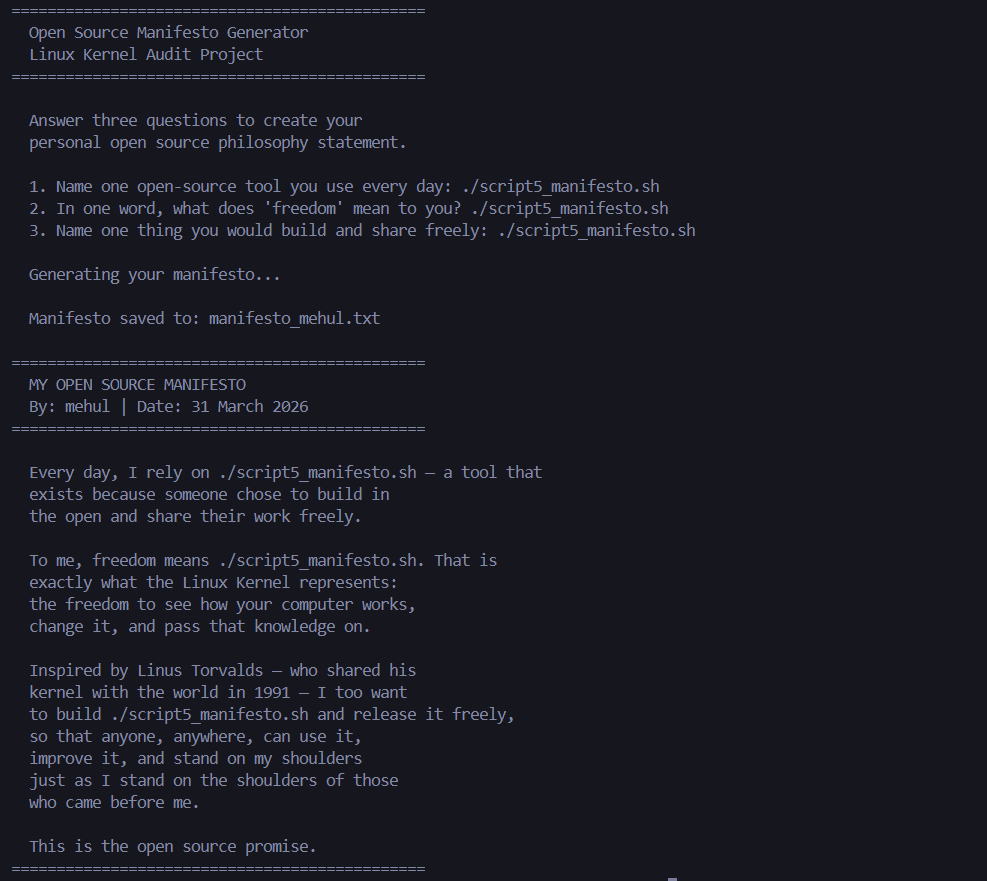 ==============================================
Open Source Manifesto Generator
Linux Kernel Audit Project
==============================================
Answer three questions to create your
personal open source philosophy statement.
1. Name one open-source tool you use every day: ./script5_manifesto.sh
2. In one word, what does 'freedom' mean to you? ./script5_manifesto.sh
3. Name one thing you would build and share freely: ./script5_manifesto.sh
Generating your manifesto...
Manifesto saved to: manifesto_mehul.txt
==============================================
MY OPEN SOURCE MANIFESTO
By: mehul | Date: 31 March 2026
==============================================
Every day, I rely on ./script5_manifesto.sh — a tool that
exists because someone chose to build in
the open and share their work freely.
To me, freedom means ./script5_manifesto.sh. That is
exactly what the Linux Kernel represents:
the freedom to see how your computer works,
change it, and pass that knowledge on.
Inspired by Linus Torvalds — who shared his
kernel with the world in 1991 — I too want
to build ./script5_manifesto.sh and release it freely,
so that anyone, anywhere, can use it,
improve it, and stand on my shoulders
just as I stand on the shoulders of those
who came before me.
This is the open source promise.
==============================================